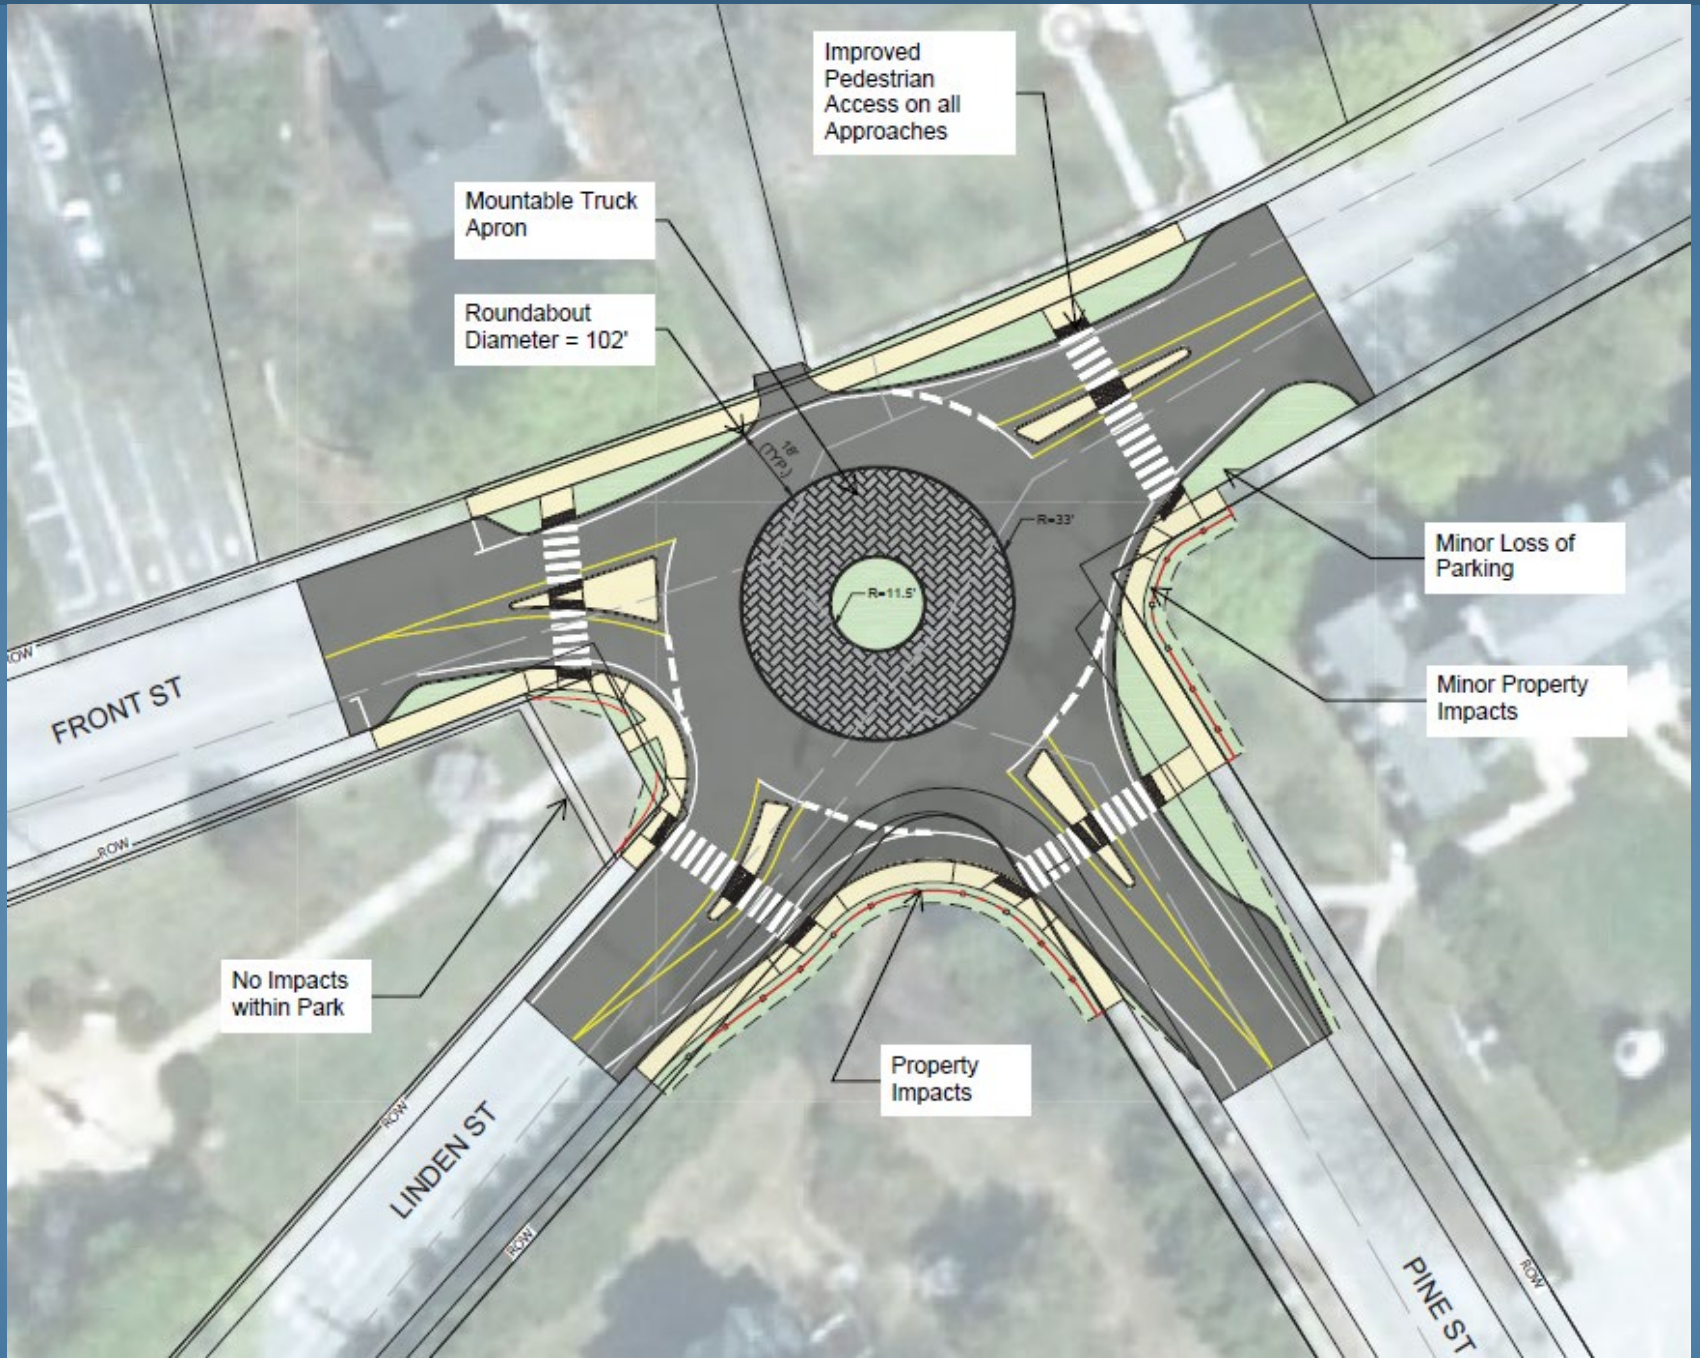 Improved
Pedestrian
Access on all
Approaches
Mountable Truck
Apron
Roundabout
Diameter = 102'
18'
(TYP.)
R=33'
R=11.5'
Minor Loss of
Parking
Minor Property
Impacts
ROW
FRONT ST
ROW
No Impacts
within Park
Property
Impacts
ROW
LINDEN ST
ROW
ROW
PINE ST